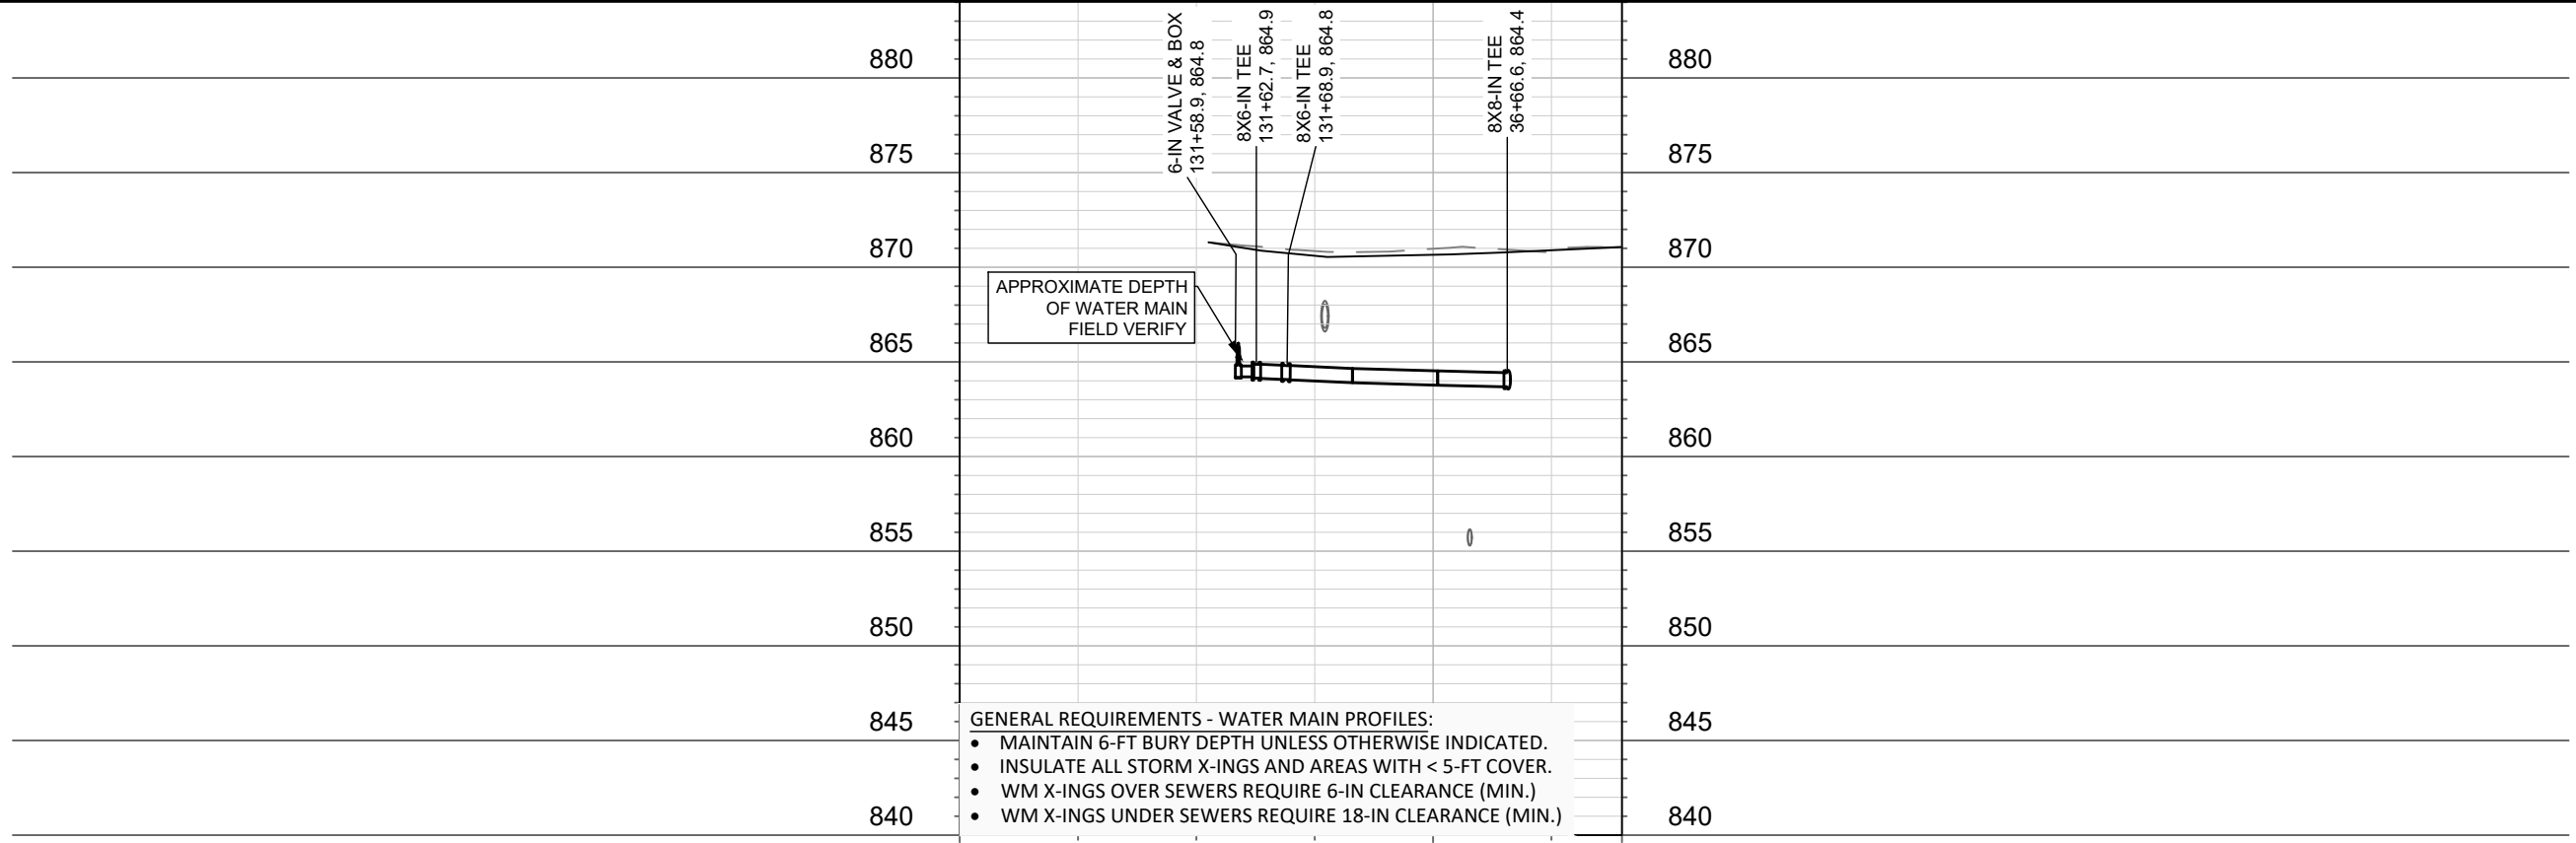 6-IN VALVE & BOX
131+58.9, 864.8
8X6-IN TEE
131+62.7, 864.9
8X6-IN TEE
131+68.9, 864.8
8X8-IN TEE
36+66.6, 864.4
880
880
875
875
870
870
APPROXIMATE DEPTH
OF WATER MAIN
FIELD VERIFY
865
865
860
860
855
855
850
850
845
845
GENERAL REQUIREMENTS - WATER MAIN PROFILES:
• MAINTAIN 6-FT BURY DEPTH UNLESS OTHERWISE INDICATED.
• INSULATE ALL STORM X-INGS AND AREAS WITH < 5-FT COVER.
• WM X-INGS OVER SEWERS REQUIRE 6-IN CLEARANCE (MIN.)
• WM X-INGS UNDER SEWERS REQUIRE 18-IN CLEARANCE (MIN.)
840
840